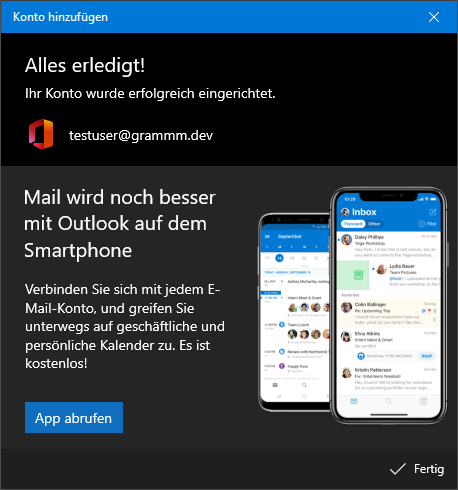 Konto hinzufügen
Alles erledigt!
Ihr Konto wurde erfolgreich eingerichtet.
testuser@grammm.dev
Mail wird noch besser
mit Outlook auf dem
Smartphone
Verbinden Sie sich mit jedem E-
Mail-Konto, und greifen Sie
unterwegs auf geschäftliche und
persönliche Kalender zu. Es ist
kostenlos!
App abrufen
September
Inbox
Focused Other
Filter
Daley Phillips
Yoga Workshop
Lydia Bauer
Team Pictures
Yesterday
Colin Ballinger
Re: Upcoming Trip
Elvia Atkins
Intern Meet & Greet
RSVP
Kristin Patterson
Fw: Volunteers Needed!
Intern Meet & Greet
Team Lunch
Happy Hour
Fertig